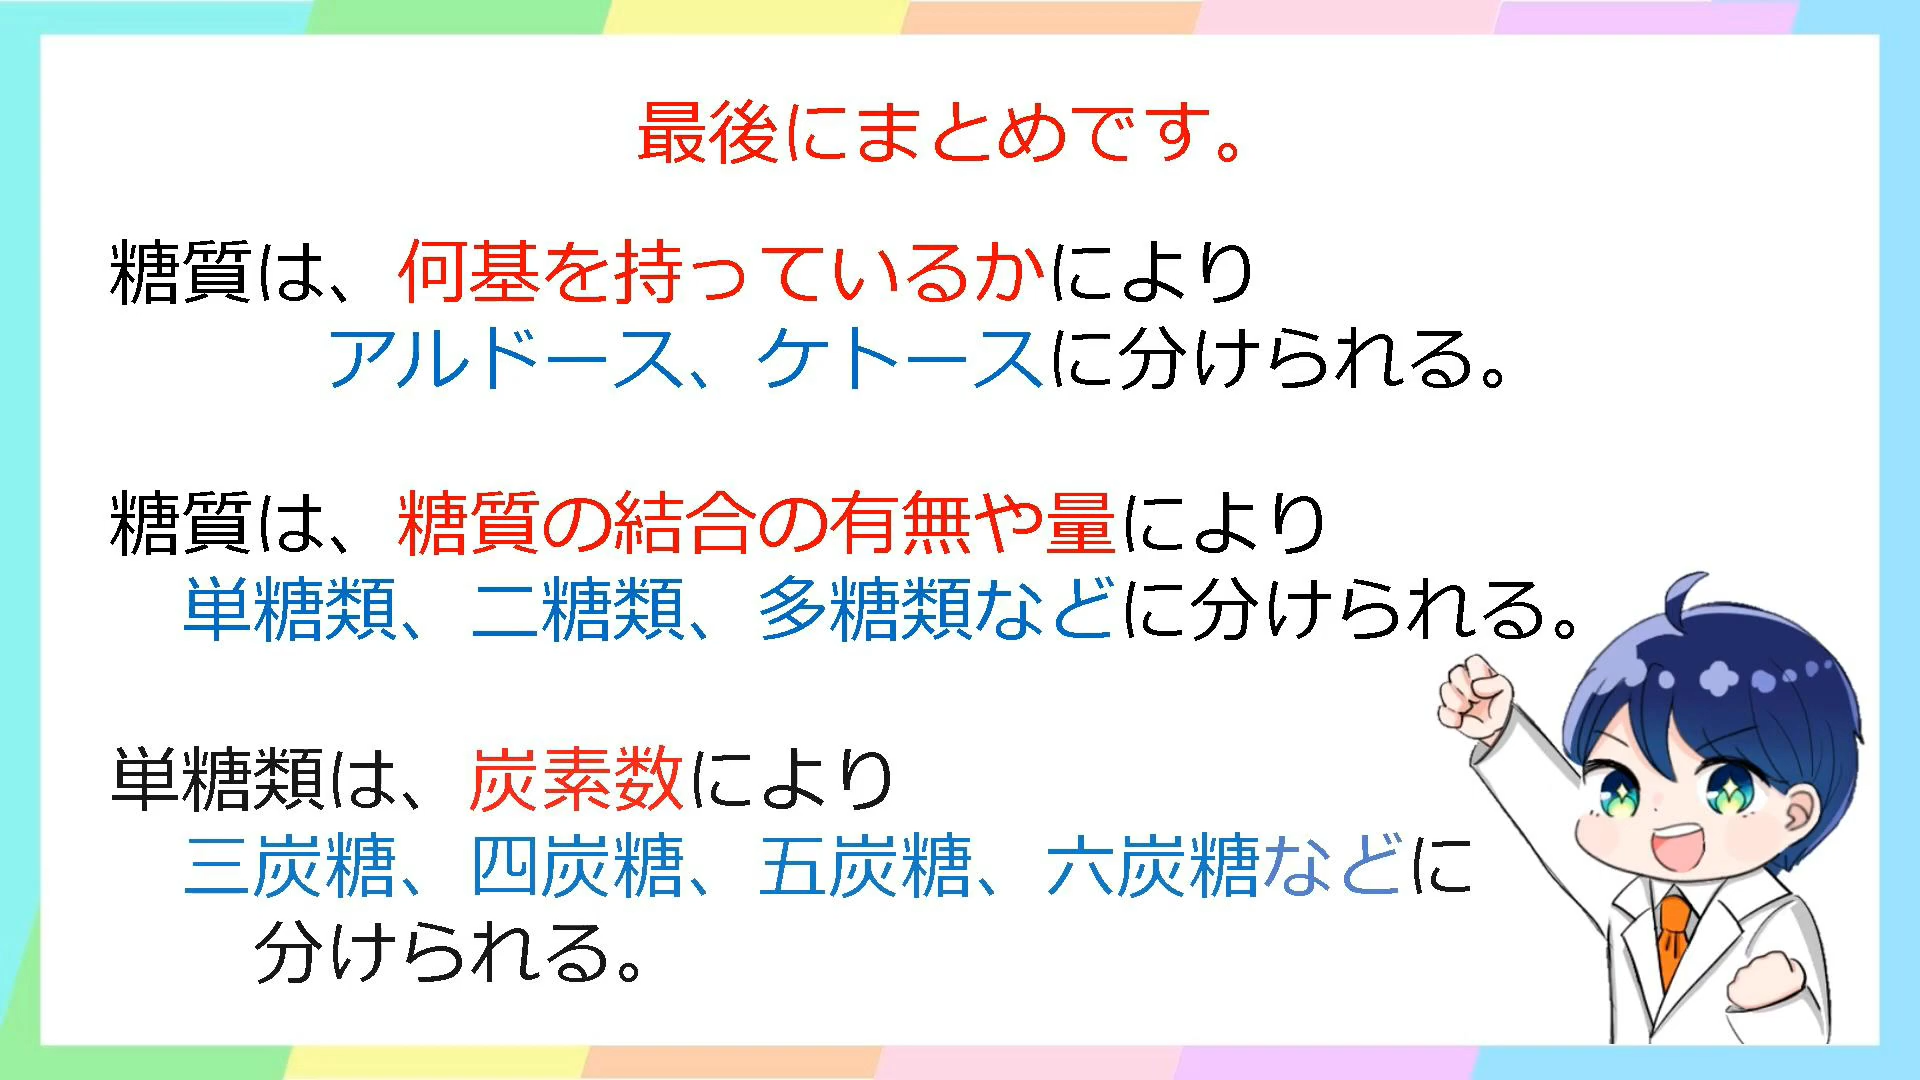 最後にまとめです。
糖質は、何基を持っているかにより
アルドース、ケトースに分けられる。
糖質は、糖質の結合の有無や量により
単糖類、二糖類、多糖類などに分けられる。
単糖類は、炭素数により
三炭糖、四炭糖、五炭糖、六炭糖などに
分けられる。